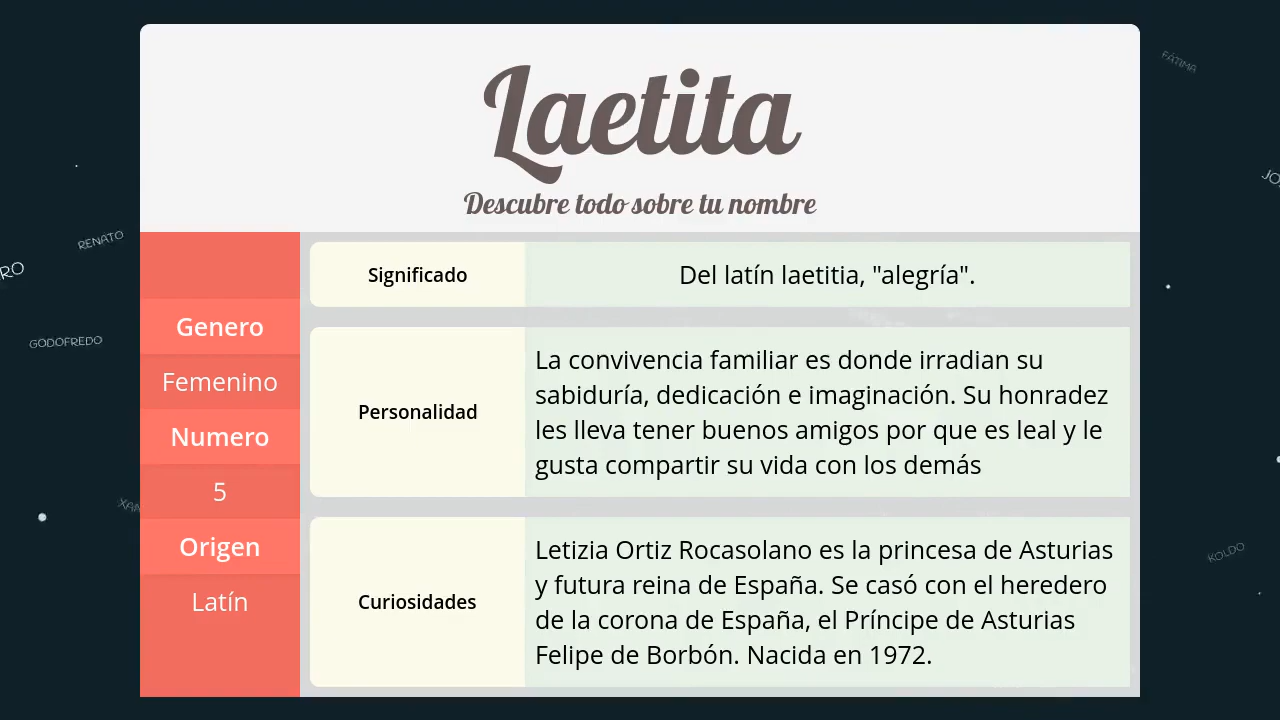 Laetita
Descubre todo sobre tu nombre
Genero
Femenino
Numero
5
Origen
Latín
Significado
Del latín laetitia, "alegría".
Personalidad
La convivencia familiar es donde irradian su
sabiduría, dedicación e imaginación. Su honradez
les lleva tener buenos amigos por que es leal y le
gusta compartir su vida con los demás
Curiosidades
Letizia Ortiz Rocasolano es la princesa de Asturias
y futura reina de España. Se casó con el heredero
de la corona de España, el Príncipe de Asturias
Felipe de Borbón. Nacida en 1972.
FÁTIMA
RENATO
RO
GODOFREDO
KOLDO